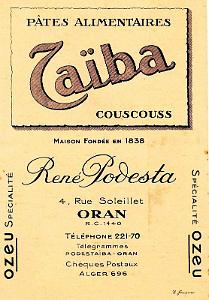 PÂTES ALIMENTAIRES
Taïba
COUSCOUSS
MAISON FONDÉE EN 1838
René Podesta
4, Rue Soleillet
ORAN
R.C. 1440
TÉLÉPHONE 221-70
Télégrammes
PODESTAIBA-ORAN
Chèques Postaux
ALGER 696
OZEU SPÉCIALITÉ
SPÉCIALITÉ OZEU